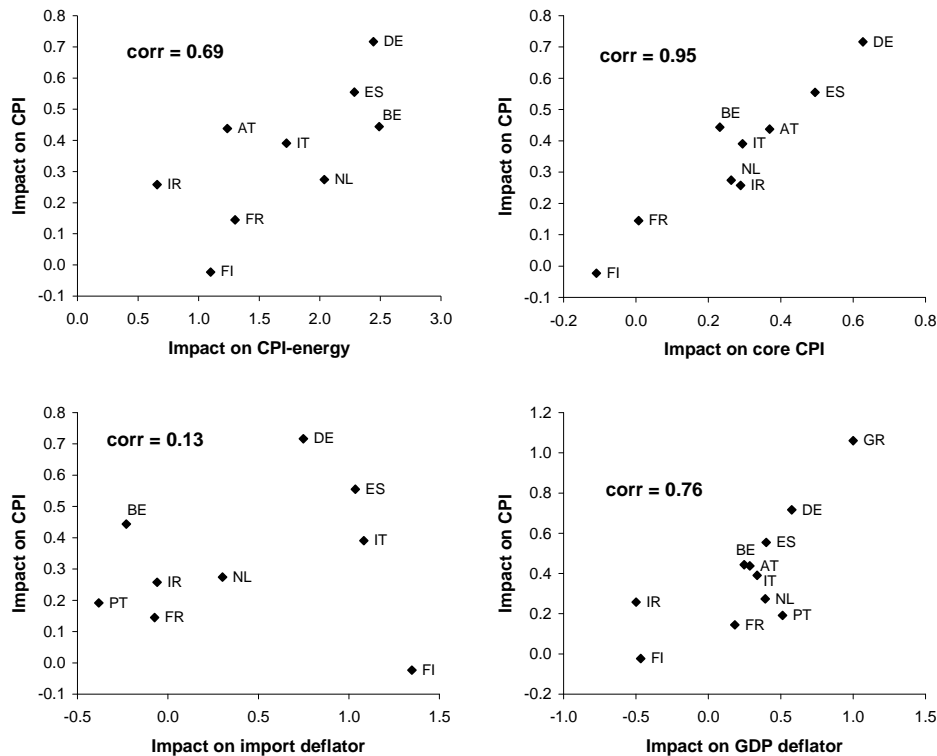 0.8
0.7
0.6
0.5
0.4
0.3
0.2
0.1
0.0
-0.1
Impact on CPI
corr = 0.69
DE
ES
BE
AT
IT
NL
IR
FR
FI
0.0 0.5 1.0 1.5 2.0 2.5 3.0
Impact on CPI-energy
0.8
0.7
0.6
0.5
0.4
0.3
0.2
0.1
0.0
-0.1
Impact on CPI
corr = 0.95
DE
ES
BE
AT
IT
NL
IR
FR
FI
-0.2 0.0 0.2 0.4 0.6 0.8
Impact on core CPI
0.8
0.7
0.6
0.5
0.4
0.3
0.2
0.1
0.0
-0.1
Impact on CPI
corr = 0.13
DE
ES
BE
IT
IR
NL
PT
FR
FI
-0.5 0.0 0.5 1.0 1.5
Impact on import deflator
1.2
1.0
0.8
0.6
0.4
0.2
0.0
-0.2
Impact on CPI
corr = 0.76
GR
DE
ES
BE
AT
IT
NL
IR
PT
FR
FI
-1.0 -0.5 0.0 0.5 1.0 1.5
Impact on GDP deflator